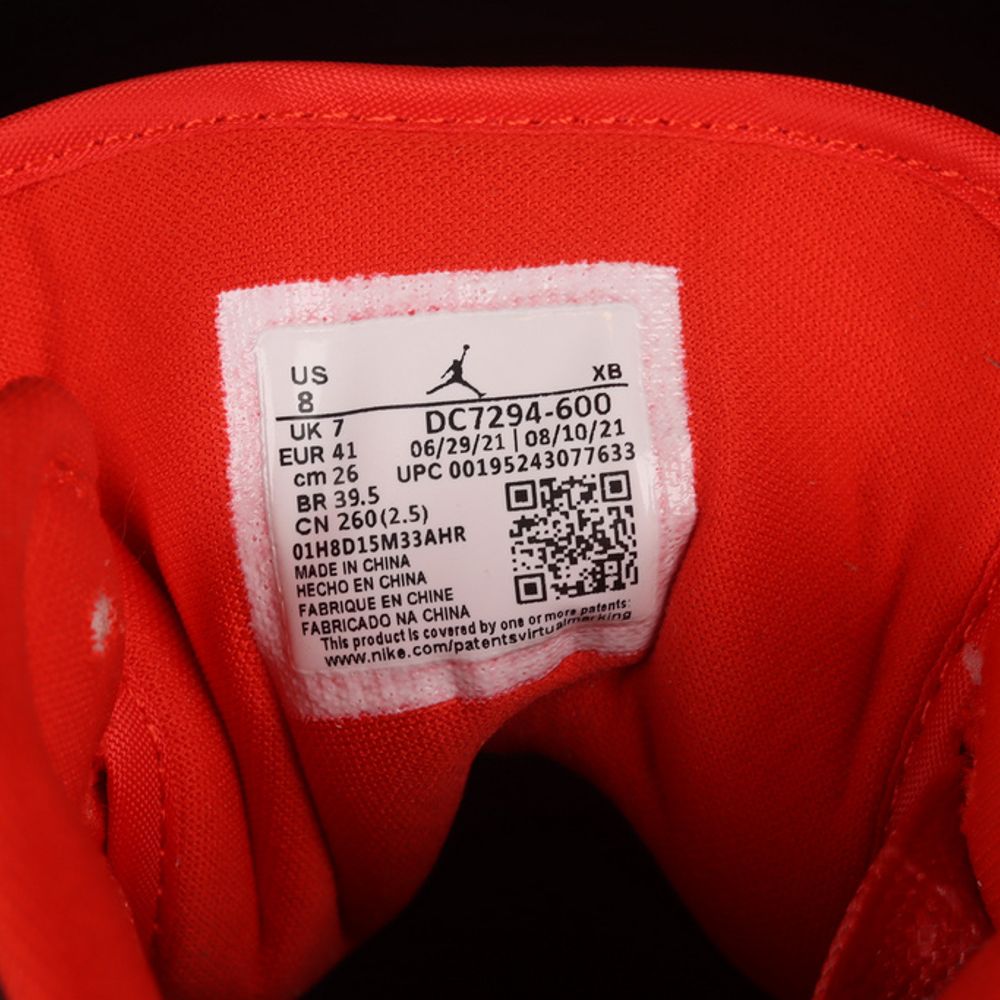 US
8
XB
UK 7
DC7294-600
EUR 41
06/29/21 | 08/10/21
cm 26
UPC 00195243077633
BR 39.5
CN 260(2.5)
01H8D15M33AHR
MADE IN CHINA
HECHO EN CHINA
FABRIQUE EN CHINE
FABRICADO NA CHINA
This product is covered by one or more patents:
www.nike.com/patentsvirtualmarking